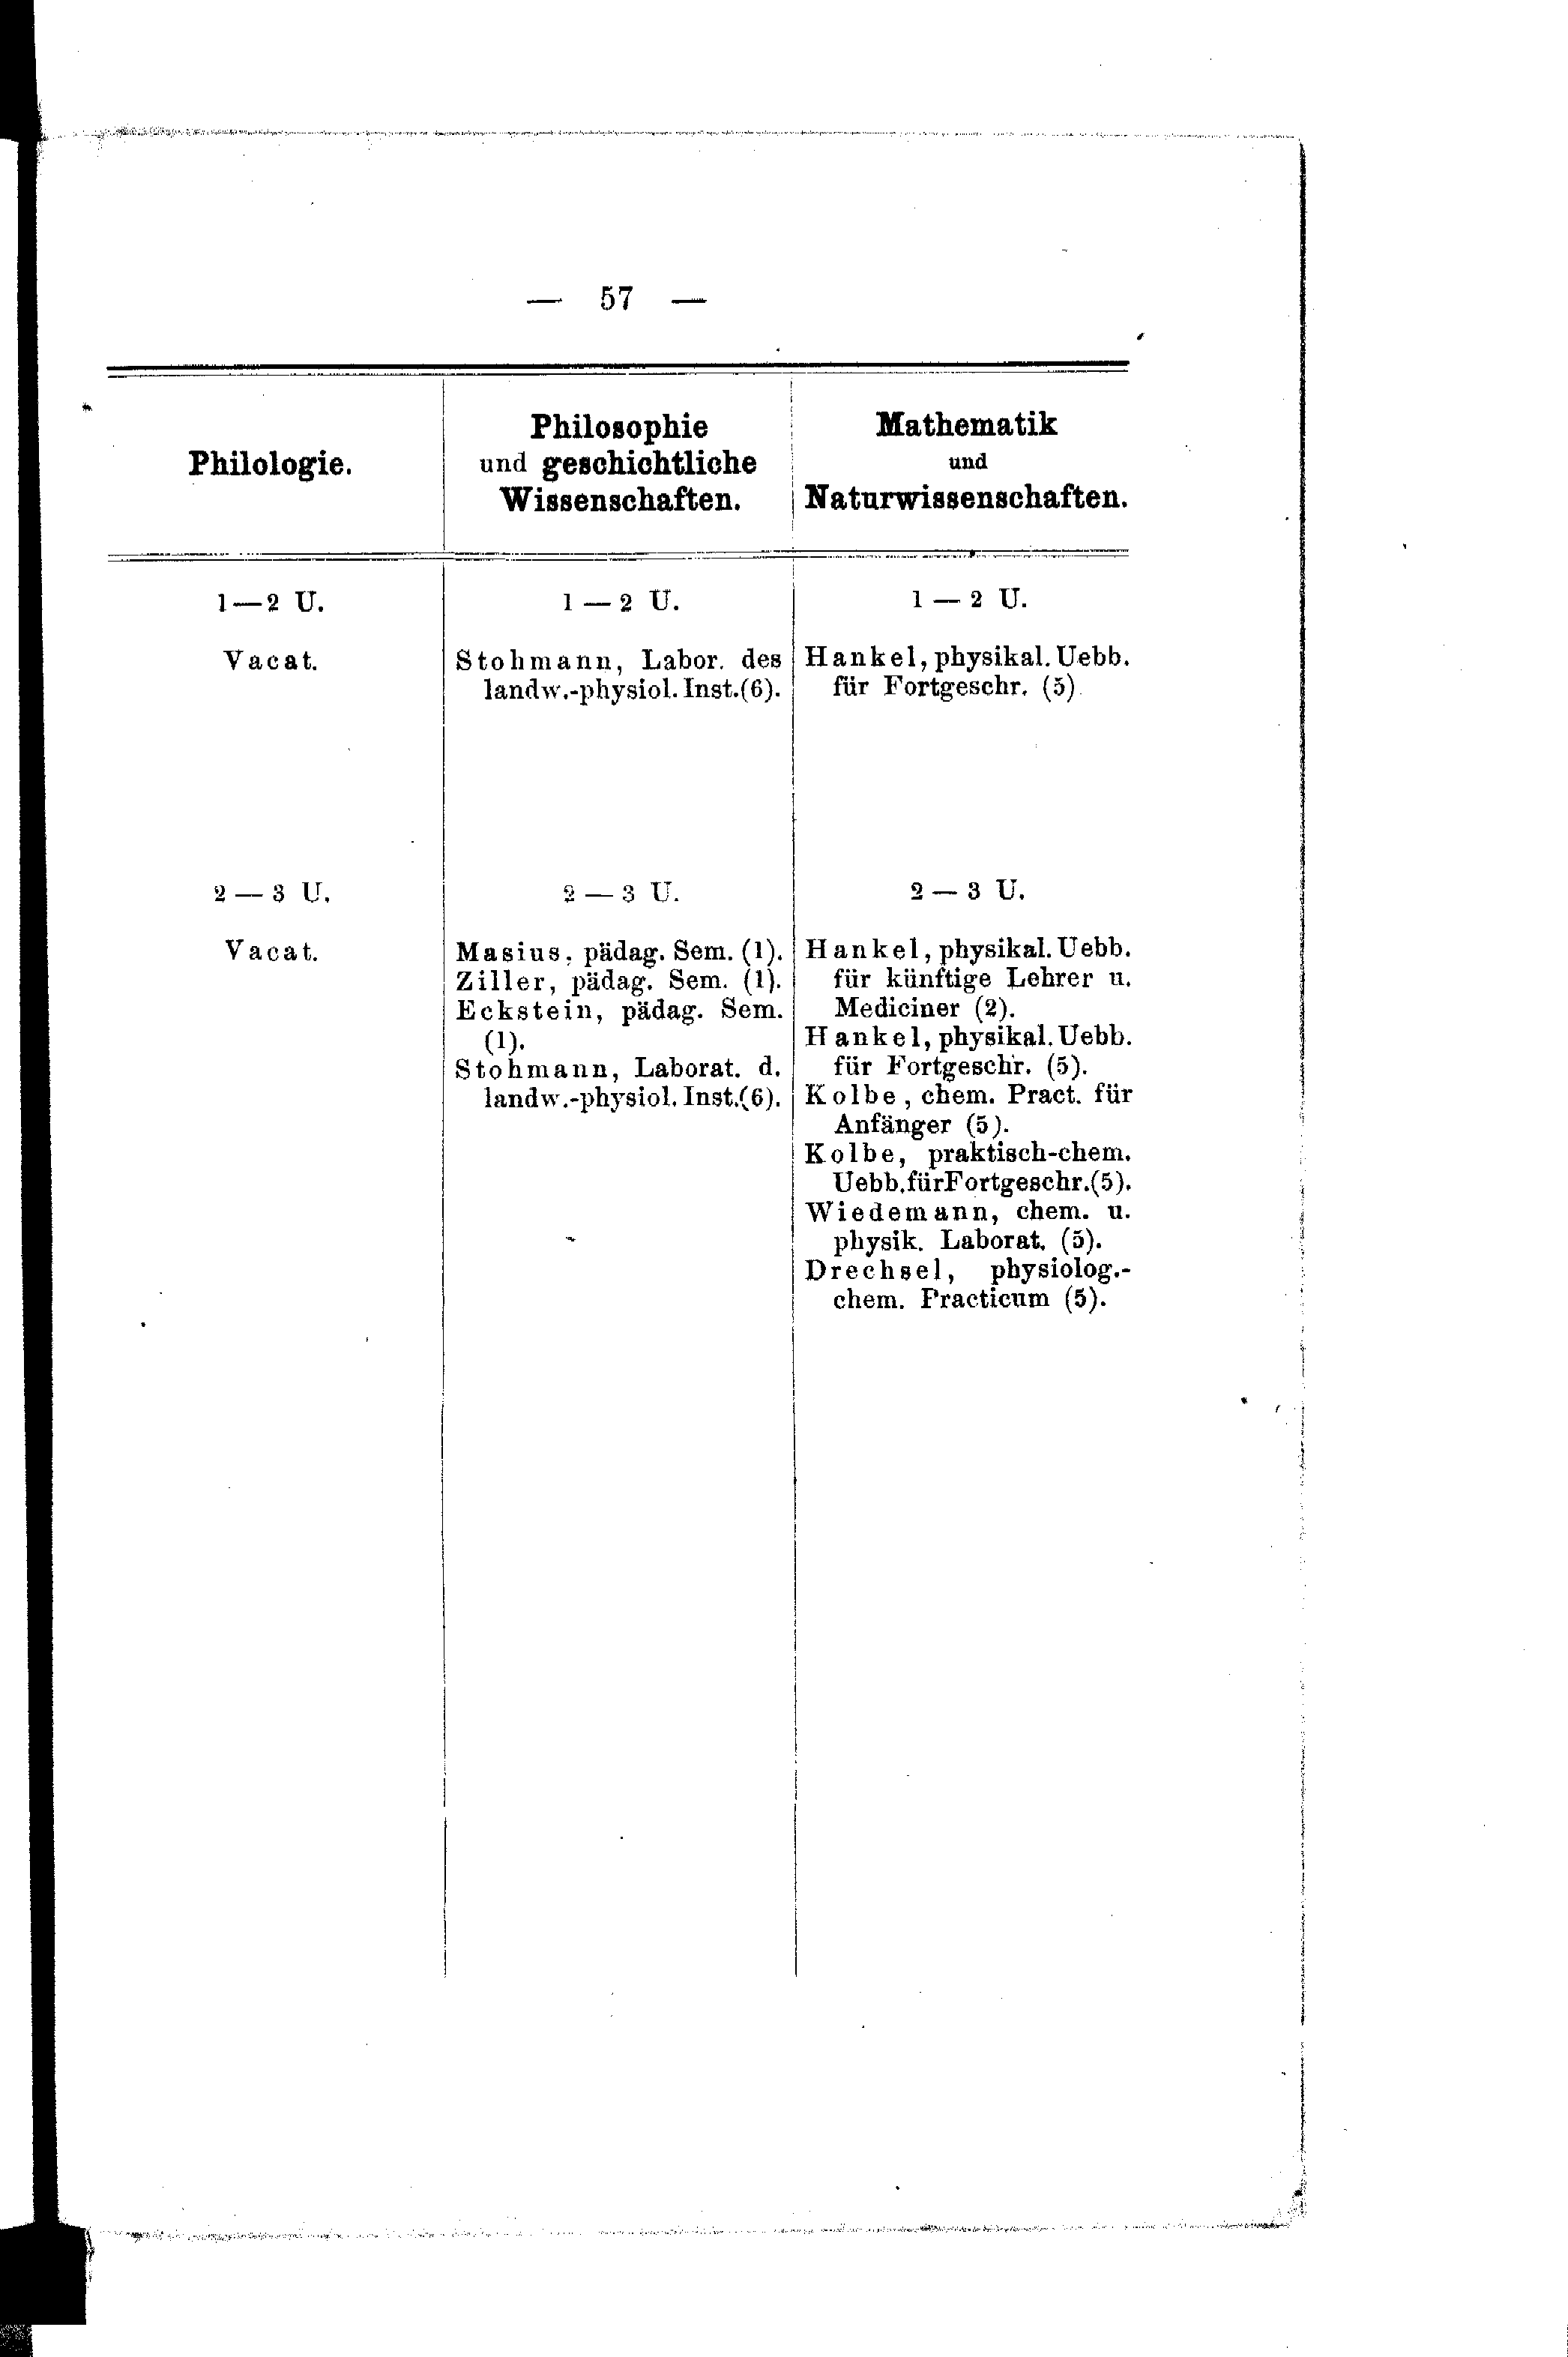 — 57 —
Philologie.
1—2 U.
Vacat.
2 — 3 U.
Vacat.
Philosophie
und geschichtliche
Wissenschaften.
1 — 2 U.
Stohmann, Labor. des
landw.-physiol. Inst. (6).
2 — 3 U.
Masius, pädag. Sem. (1).
Ziller, pädag. Sem. (1).
Eckstein, pädag. Sem.
(1).
Stohmann, Laborat. d.
landw.-physiol. Inst. (6).
Mathematik
und
Naturwissenschaften.
1 — 2 U.
Hankel, physikal. Uebb.
für Fortgeschr. (5)
2 — 3 U.
Hankel, physikal. Uebb.
für künftige Lehrer u.
Mediciner (2).
Hankel, physikal. Uebb.
für Fortgeschr. (5).
Kolbe, chem. Pract. für
Anfänger (5).
Kolbe, praktisch-chem.
Uebb. für Fortgeschr. (5).
Wiedemann, chem. u.
physik. Laborat. (5).
Drechsel, physiolog.-
chem. Practicum (5).